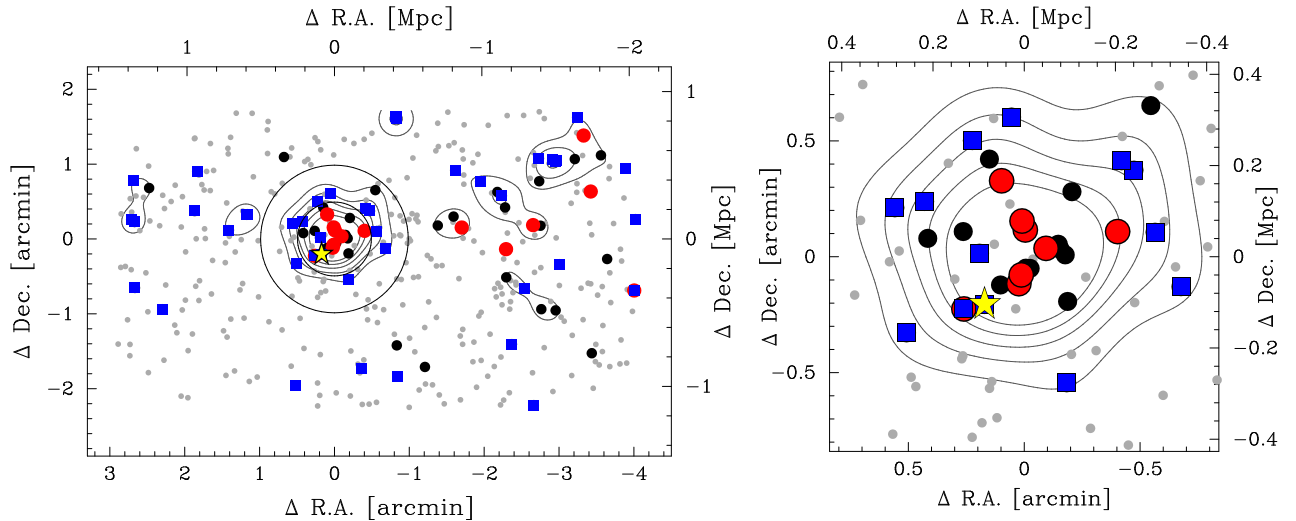 Δ R.A. [Mpc]
1 0 −1 −2
2
1
0
−1
−2
Δ Dec. [arcmin]
1
0
−1
Δ Dec. [Mpc]
3 2 1 0 −1 −2 −3 −4
Δ R.A. [arcmin]
Δ R.A. [Mpc]
0.4 0.2 0 −0.2 −0.4
0.5
0
−0.5
Δ Dec. [arcmin]
0.4
0.2
0
−0.2
−0.4
Δ Dec. [Mpc]
0.5 0 −0.5
Δ R.A. [arcmin]